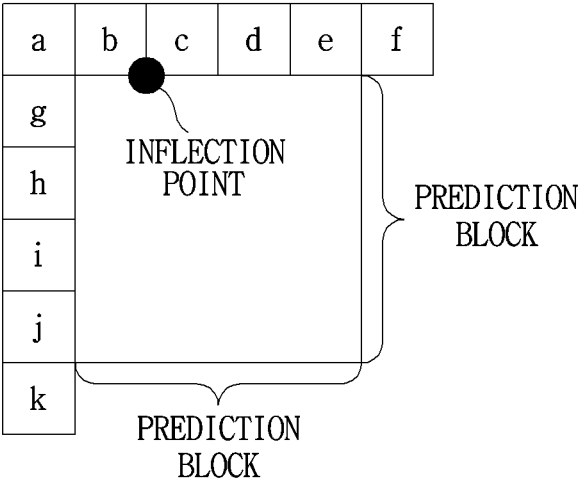 a b c d e f
g
INFLECTION
POINT
h
PREDICTION
BLOCK
i
j
k
PREDICTION
BLOCK